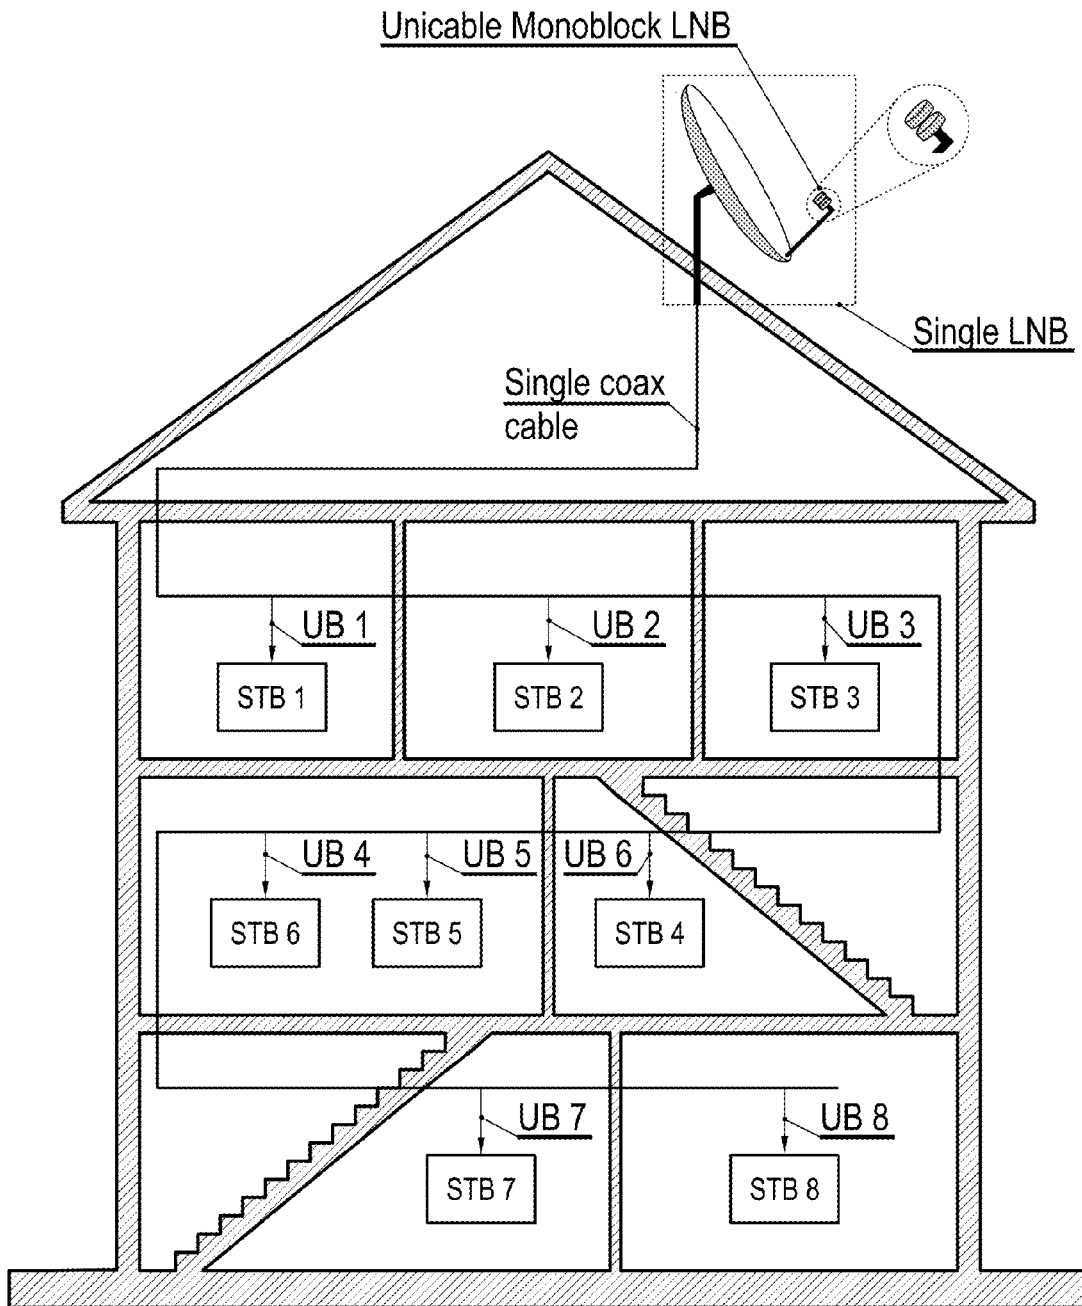 Unicable Monoblock LNB
Single LNB
Single coax
cable
UB 1
UB 2
UB 3
STB 1
STB 2
STB 3
UB 4
UB 5
UB 6
STB 6
STB 5
STB 4
UB 7
UB 8
STB 7
STB 8